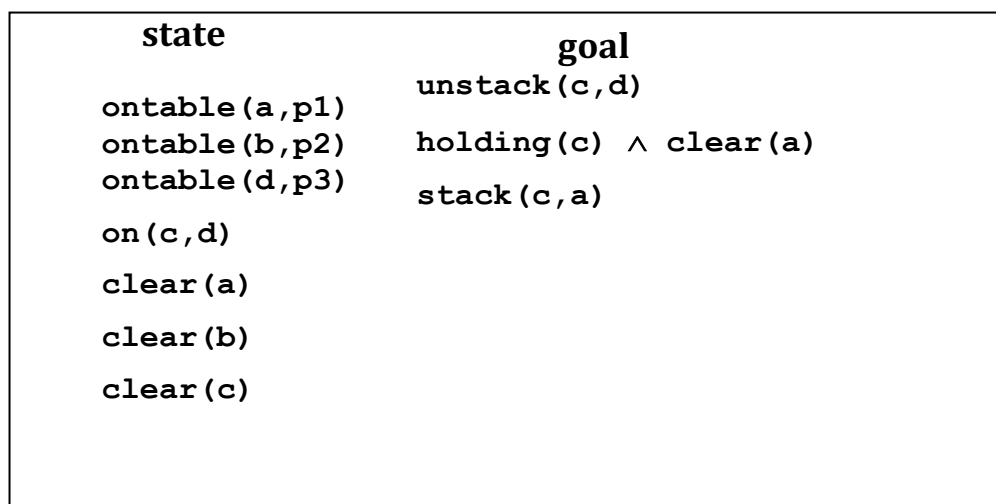 state
ontable(a,p1)
ontable(b,p2)
ontable(d,p3)
on(c,d)
clear(a)
clear(b)
clear(c)
goal
unstack(c,d)
holding(c) ∧ clear(a)
stack(c,a)